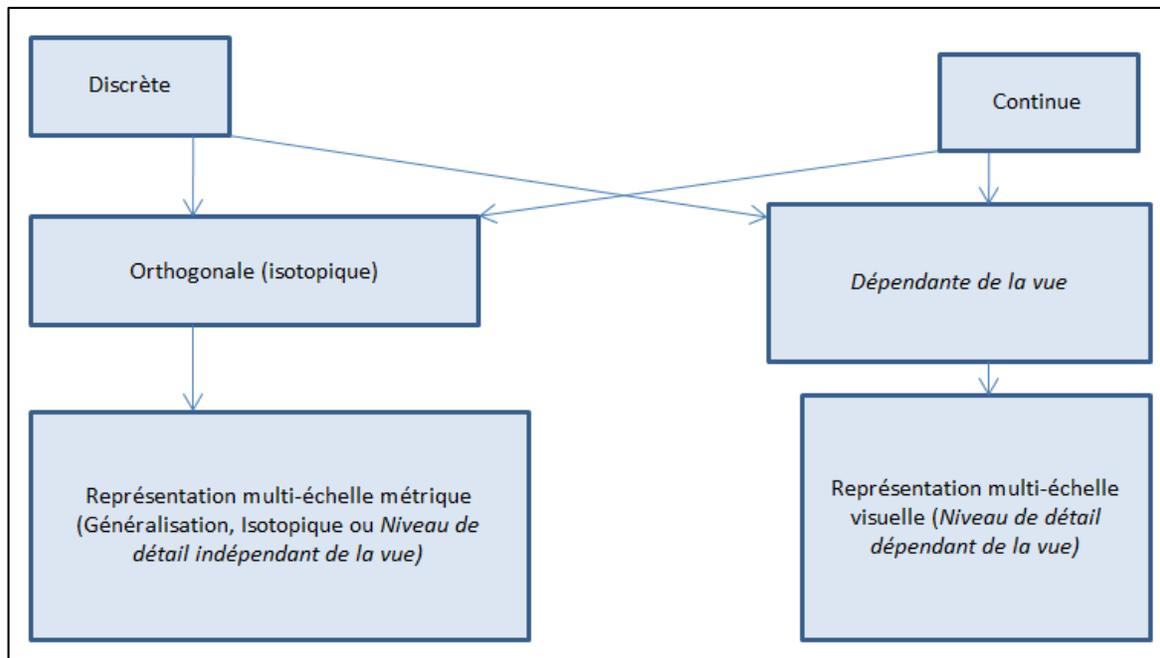 Discrète
Continue
Orthogonale (isotopique)
Dépendante de la vue
Représentation multi-échelle métrique
(Généralisation, Isotopique ou Niveau de
détail indépendant de la vue)
Représentation multi-échelle
visuelle (Niveau de détail
dépendant de la vue)